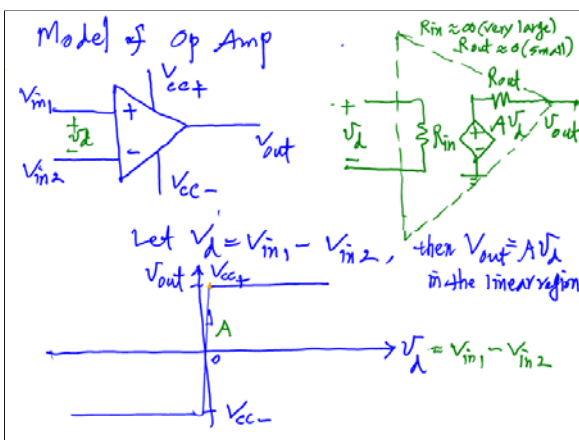 Model of Op Amp
Rin ≈ ∞ (very large)
Rout ≈ 0 (small)
Vcc+
Vin1
+
+
vd
-
-
Vin2
Vout
Vcc-
Rout
+
vd
-
Rin
+
-
Avd
Vout
Let Vd = Vin1 - Vin2, then Vout = Avd
in the linear region
Vout
Vcc+
A
0
vd = Vin1 - Vin2
Vcc-